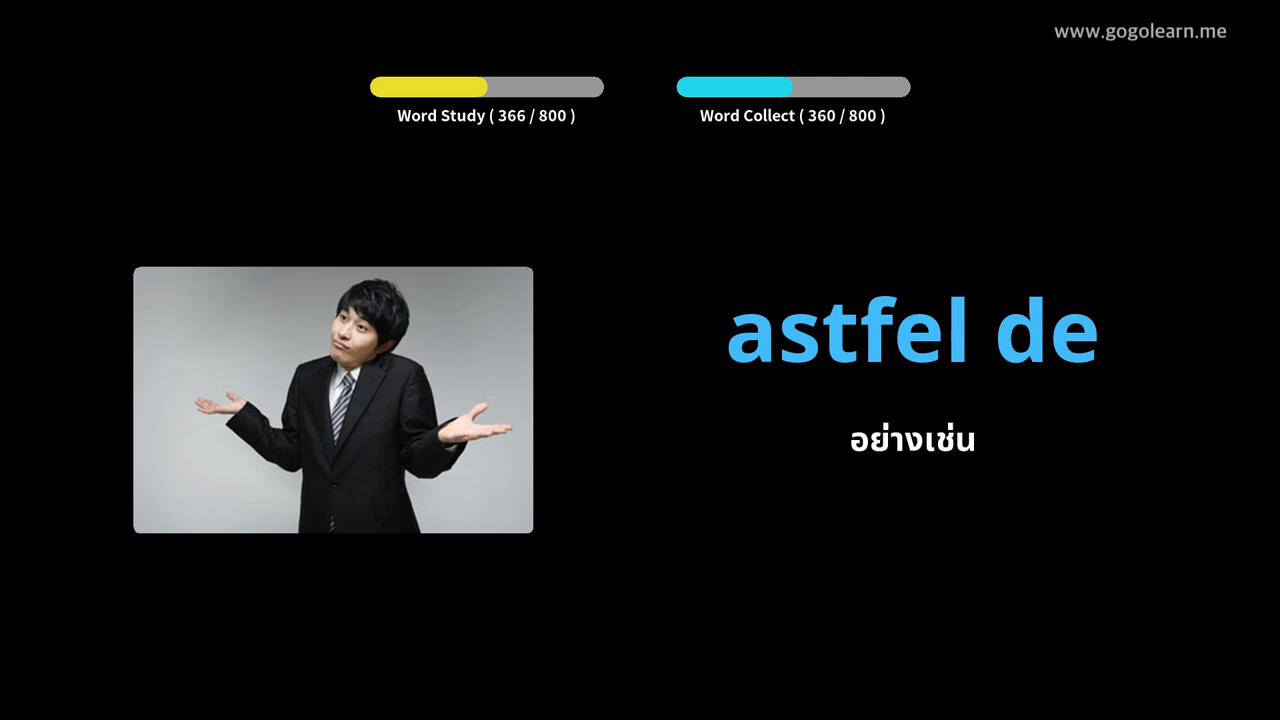 www.gogolearn.me
Word Study ( 366 / 800 )
Word Collect ( 360 / 800 )
astfel de
อย่างเช่น